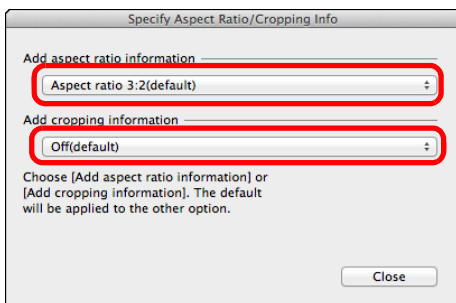 Specify Aspect Ratio/Cropping Info
Add aspect ratio information
Aspect ratio 3:2(default)
Add cropping information
Off(default)
Choose [Add aspect ratio information] or
[Add cropping information]. The default
will be applied to the other option.
Close